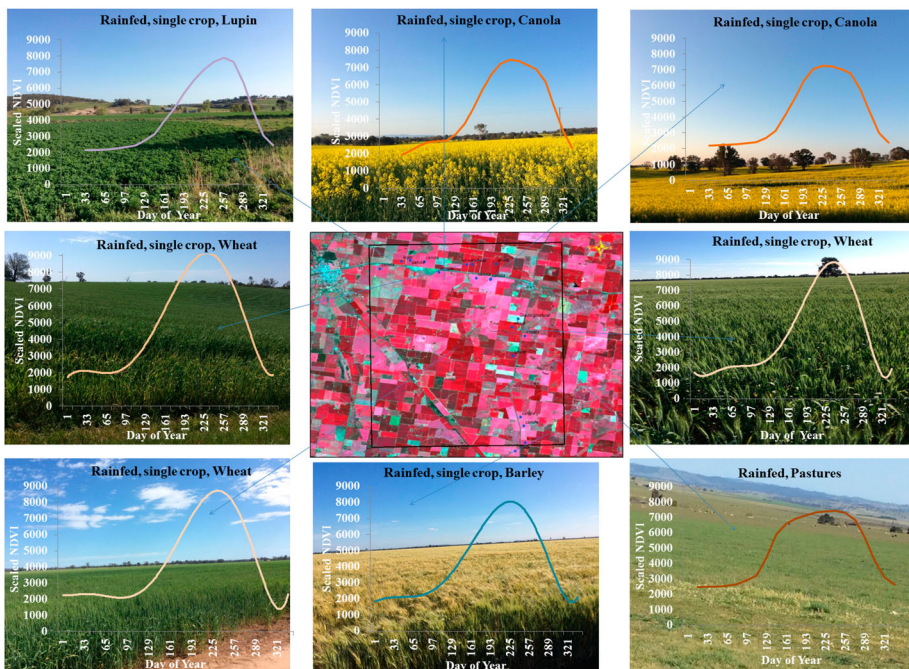 Rainfed, single crop, Lupin
Scaled NDVI
9000
8000
7000
6000
5000
4000
3000
2000
1000
0
1 33 65 97 129 161 193 225 257 289 321
Day of Year
Rainfed, single crop, Canola
Scaled NDVI
9000
8000
7000
6000
5000
4000
3000
2000
1000
0
1 33 65 97 129 161 193 225 257 289 321
Day of Year
Rainfed, single crop, Canola
Scaled NDVI
9000
8000
7000
6000
5000
4000
3000
2000
1000
0
1 33 65 97 129 161 193 225 257 289 321
Day of Year
Rainfed, single crop, Wheat
Scaled NDVI
9000
8000
7000
6000
5000
4000
3000
2000
1000
0
1 33 65 97 129 161 193 225 257 289 321
Day of Year
Rainfed, single crop, Wheat
Scaled NDVI
9000
8000
7000
6000
5000
4000
3000
2000
1000
0
1 33 65 97 129 161 193 225 257 289 321
Day of Year
Rainfed, single crop, Wheat
Scaled NDVI
9000
8000
7000
6000
5000
4000
3000
2000
1000
0
1 33 65 97 129 161 193 225 257 289 321
Day of Year
Rainfed, single crop, Barley
Scaled NDVI
9000
8000
7000
6000
5000
4000
3000
2000
1000
0
1 33 65 97 129 161 193 225 257 289 321
Day of Year
Rainfed, Pastures
Scaled NDVI
9000
8000
7000
6000
5000
4000
3000
2000
1000
0
1 33 65 97 129 161 193 225 257 289 321
Day of Year